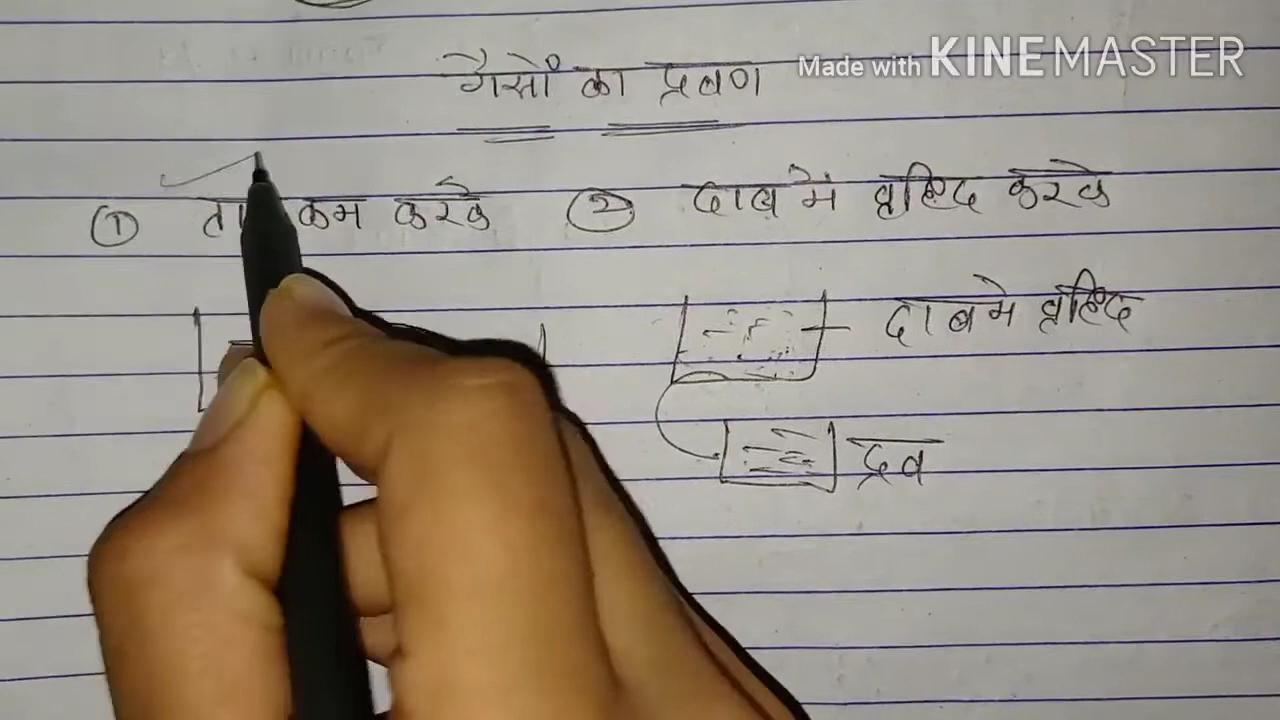 Made with KINEMASTER
गैसों का द्रवण
① कम करके ② दाब में वृद्धि करके
दाब मे वृद्धि
द्रव